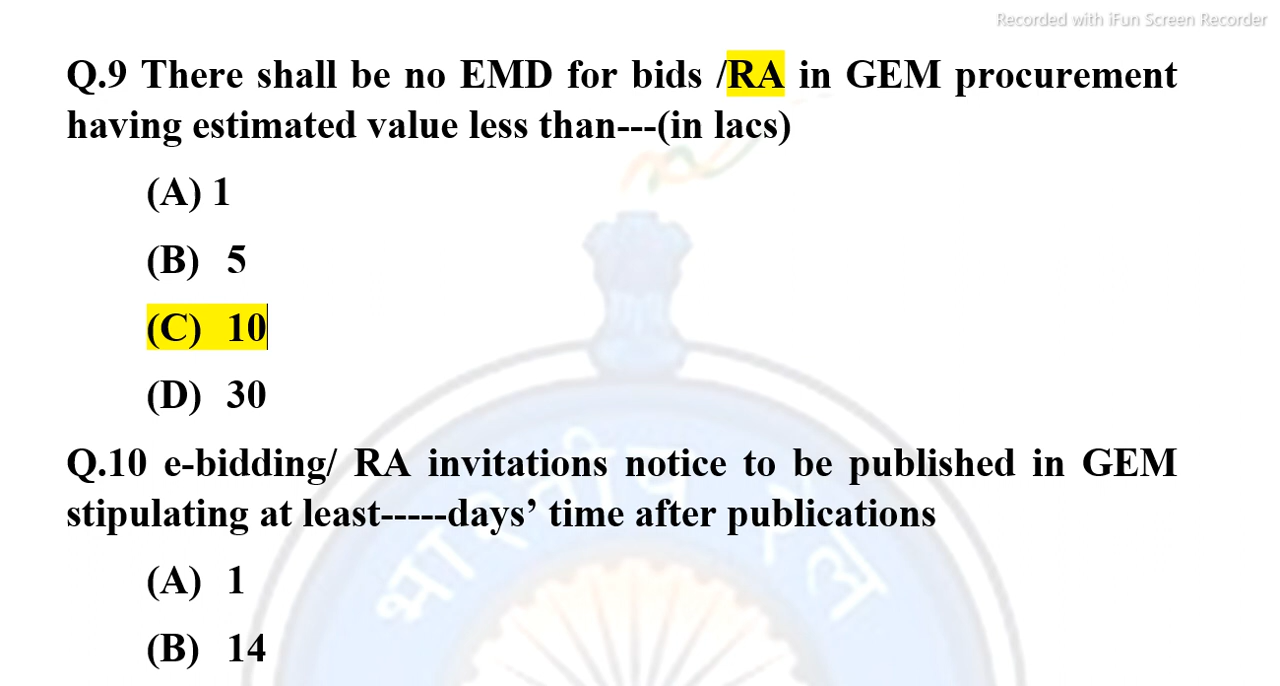 Recorded with iFun Screen Recorder
Q.9 There shall be no EMD for bids /RA in GEM procurement
having estimated value less than---(in lacs)
(A) 1
(B) 5
(C) 10
(D) 30
Q.10 e-bidding/ RA invitations notice to be published in GEM
stipulating at least-----days’ time after publications
(A) 1
(B) 14
भारतीय रेल